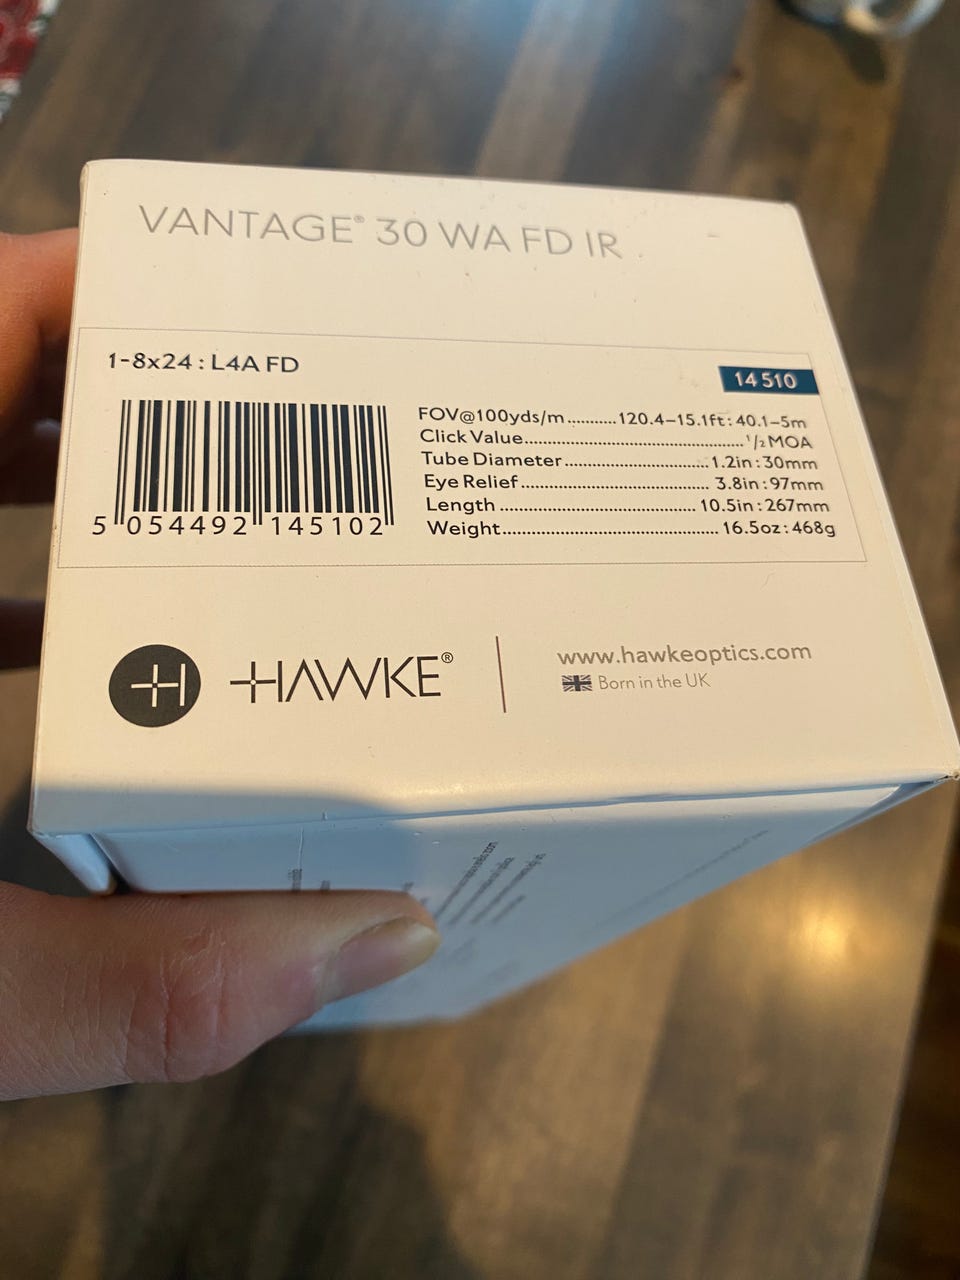 VANTAGE® 30 WA FD IR
1-8x24 : L4A FD
14 510
FOV@100yds/m..........120.4–15.1ft: 40.1–5m
Click Value.............................................½ MOA
Tube Diameter..............................1.2in:30mm
Eye Relief....................................... 3.8in:97mm
Length .......................................... 10.5in:267mm
Weight............................................ 16.5oz:468g
5 054492 145102
HAWKE®
www.hawkeoptics.com
Born in the UK